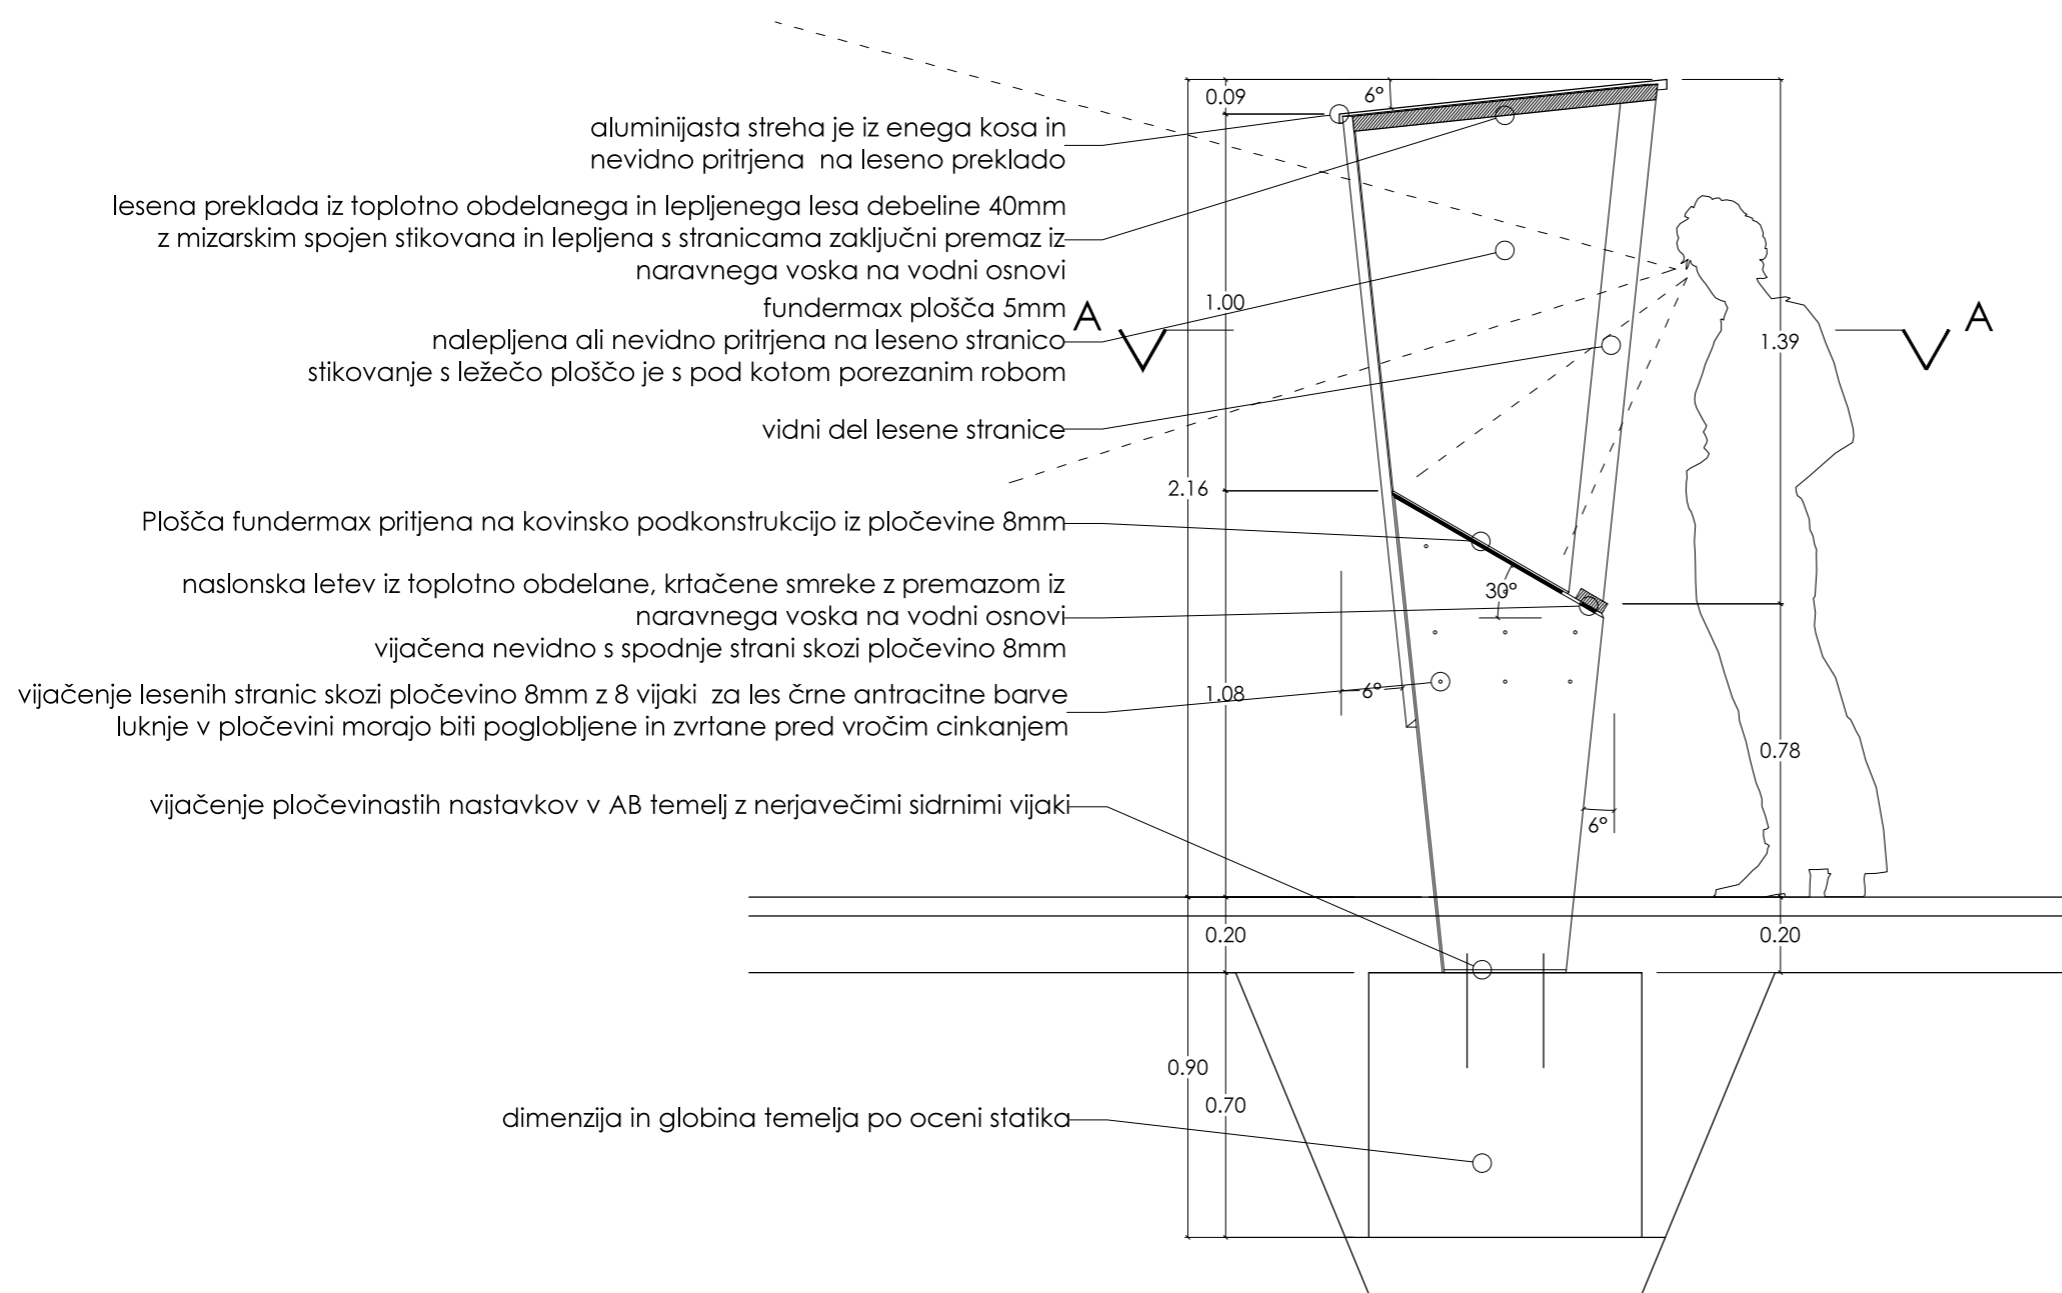 aluminijasta streha je iz enega kosa in
nevidno pritrjena na leseno preklado
lesena preklada iz toplotno obdelanega in lepljenega lesa debeline 40mm
z mizarskim spojen stikovana in lepljena s stranicama zaključni premaz iz
naravnega voska na vodni osnovi
fundermax plošča 5mm
nalepljena ali nevidno pritrjena na leseno stranico
stikovanje s ležečo ploščo je s pod kotom porezanim robom
vidni del lesene stranice
Plošča fundermax pritjena na kovinsko podkonstrukcijo iz pločevine 8mm
naslonska letev iz toplotno obdelane, krtačene smreke z premazom iz
naravnega voska na vodni osnovi
vijačena nevidno s spodnje strani skozi pločevino 8mm
vijačenje lesenih stranic skozi pločevino 8mm z 8 vijaki za les črne antracitne barve
luknje v pločevini morajo biti poglobljene in zvrtane pred vročim cinkanjem
vijačenje pločevinastih nastavkov v AB temelj z nerjavečimi sidrnimi vijaki
dimenzija in globina temelja po oceni statika
0.09
6°
1.00
A
A
1.39
2.16
30°
1.08
6°
0.78
6°
0.20
0.20
0.90
0.70